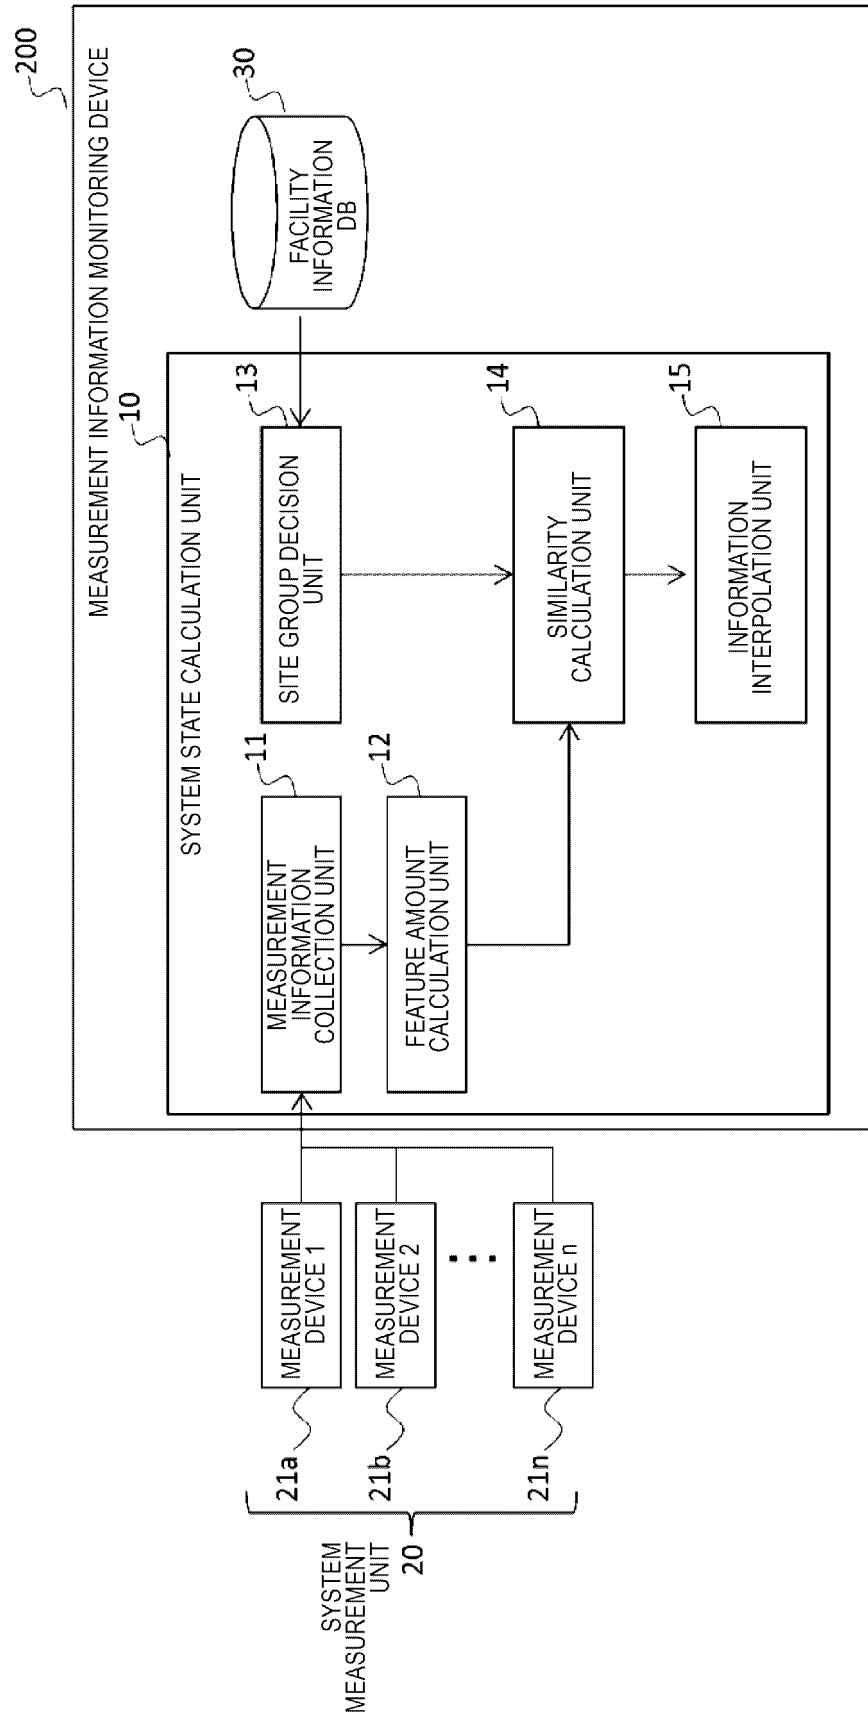 200
MEASUREMENT INFORMATION MONITORING DEVICE
10
SYSTEM STATE CALCULATION UNIT
30
FACILITY
INFORMATION
DB
13
SITE GROUP DECISION
UNIT
11
MEASUREMENT
INFORMATION
COLLECTION UNIT
12
FEATURE AMOUNT
CALCULATION UNIT
14
SIMILARITY
CALCULATION UNIT
15
INFORMATION
INTERPOLATION UNIT
MEASUREMENT
DEVICE 1
21a
MEASUREMENT
DEVICE 2
21b
...
MEASUREMENT
DEVICE n
21n
SYSTEM
MEASUREMENT
UNIT
20